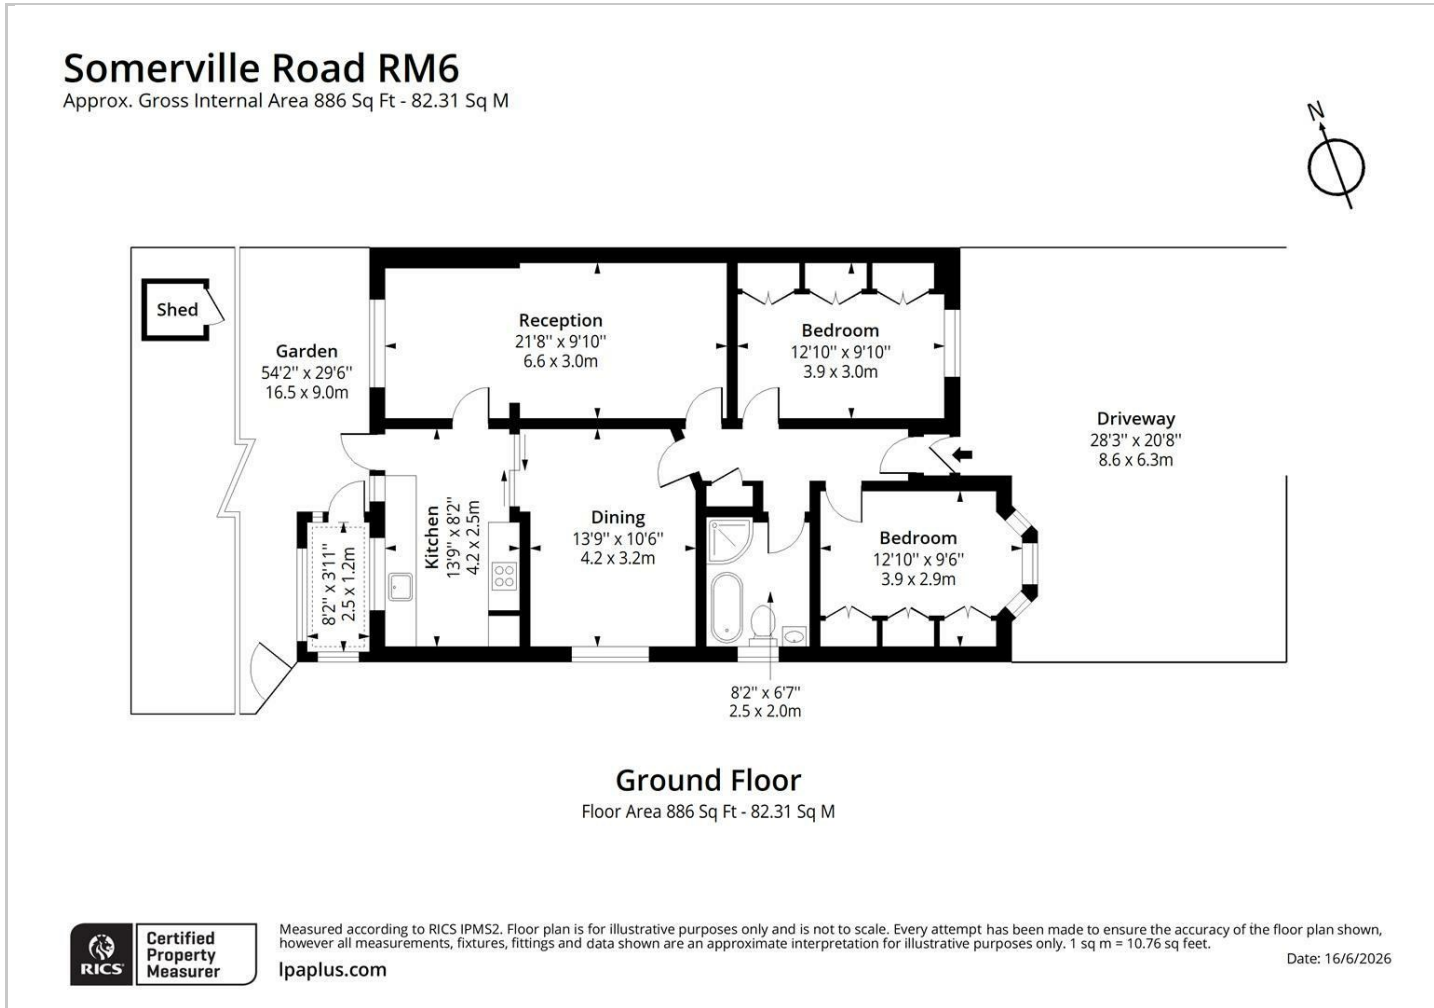 Somerville Road RM6
Approx. Gross Internal Area 886 Sq Ft - 82.31 Sq M
N
Shed
Garden
54'2" x 29'6"
16.5 x 9.0m
Reception
21'8" x 9'10"
6.6 x 3.0m
Bedroom
12'10" x 9'10"
3.9 x 3.0m
Driveway
28'3" x 20'8"
8.6 x 6.3m
8'2" x 3'11"
2.5 x 1.2m
Kitchen
13'9" x 8'2"
4.2 x 2.5m
Dining
13'9" x 10'6"
4.2 x 3.2m
Bedroom
12'10" x 9'6"
3.9 x 2.9m
8'2" x 6'7"
2.5 x 2.0m
Ground Floor
Floor Area 886 Sq Ft - 82.31 Sq M
RICS
Certified
Property
Measurer
Measured according to RICS IPMS2. Floor plan is for illustrative purposes only and is not to scale. Every attempt has been made to ensure the accuracy of the floor plan shown,
however all measurements, fixtures, fittings and data shown are an approximate interpretation for illustrative purposes only. 1 sq m = 10.76 sq feet.
lpaplus.com
Date: 16/6/2026